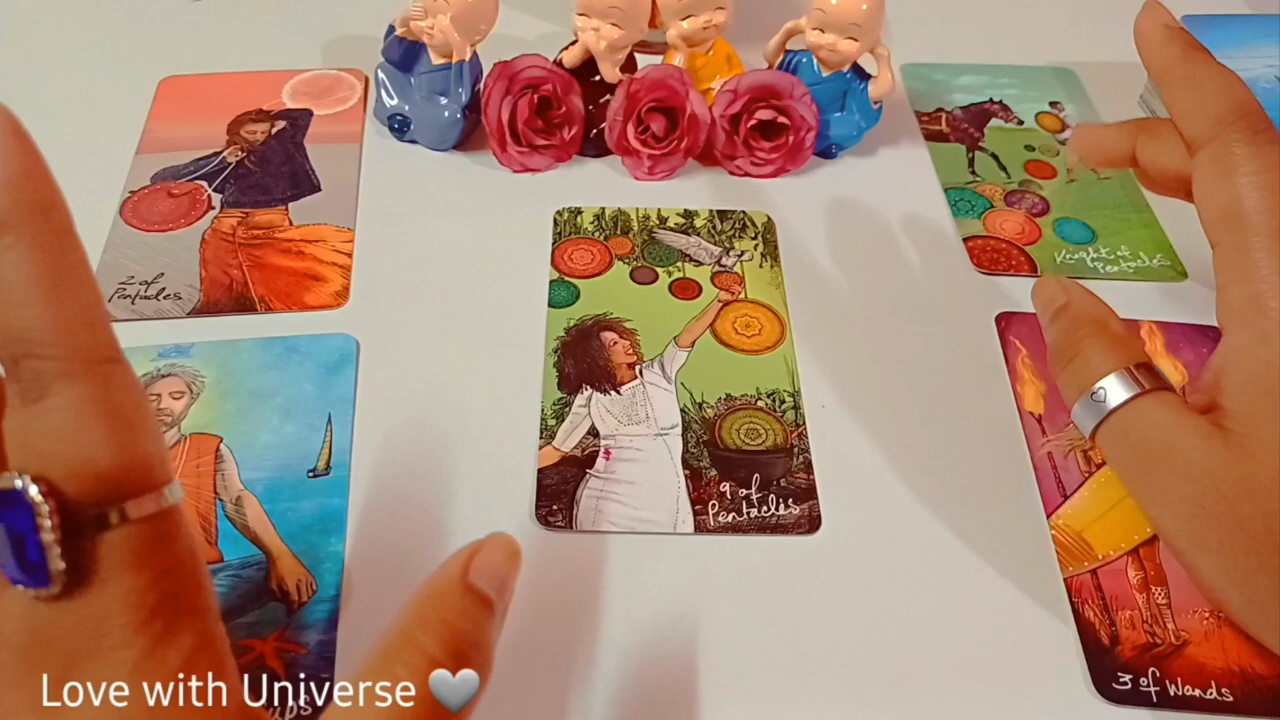 2 of
Pentacles
Knight of
Pentacles
9 of
Pentacles
3 of Wands
Love with Universe 🤍